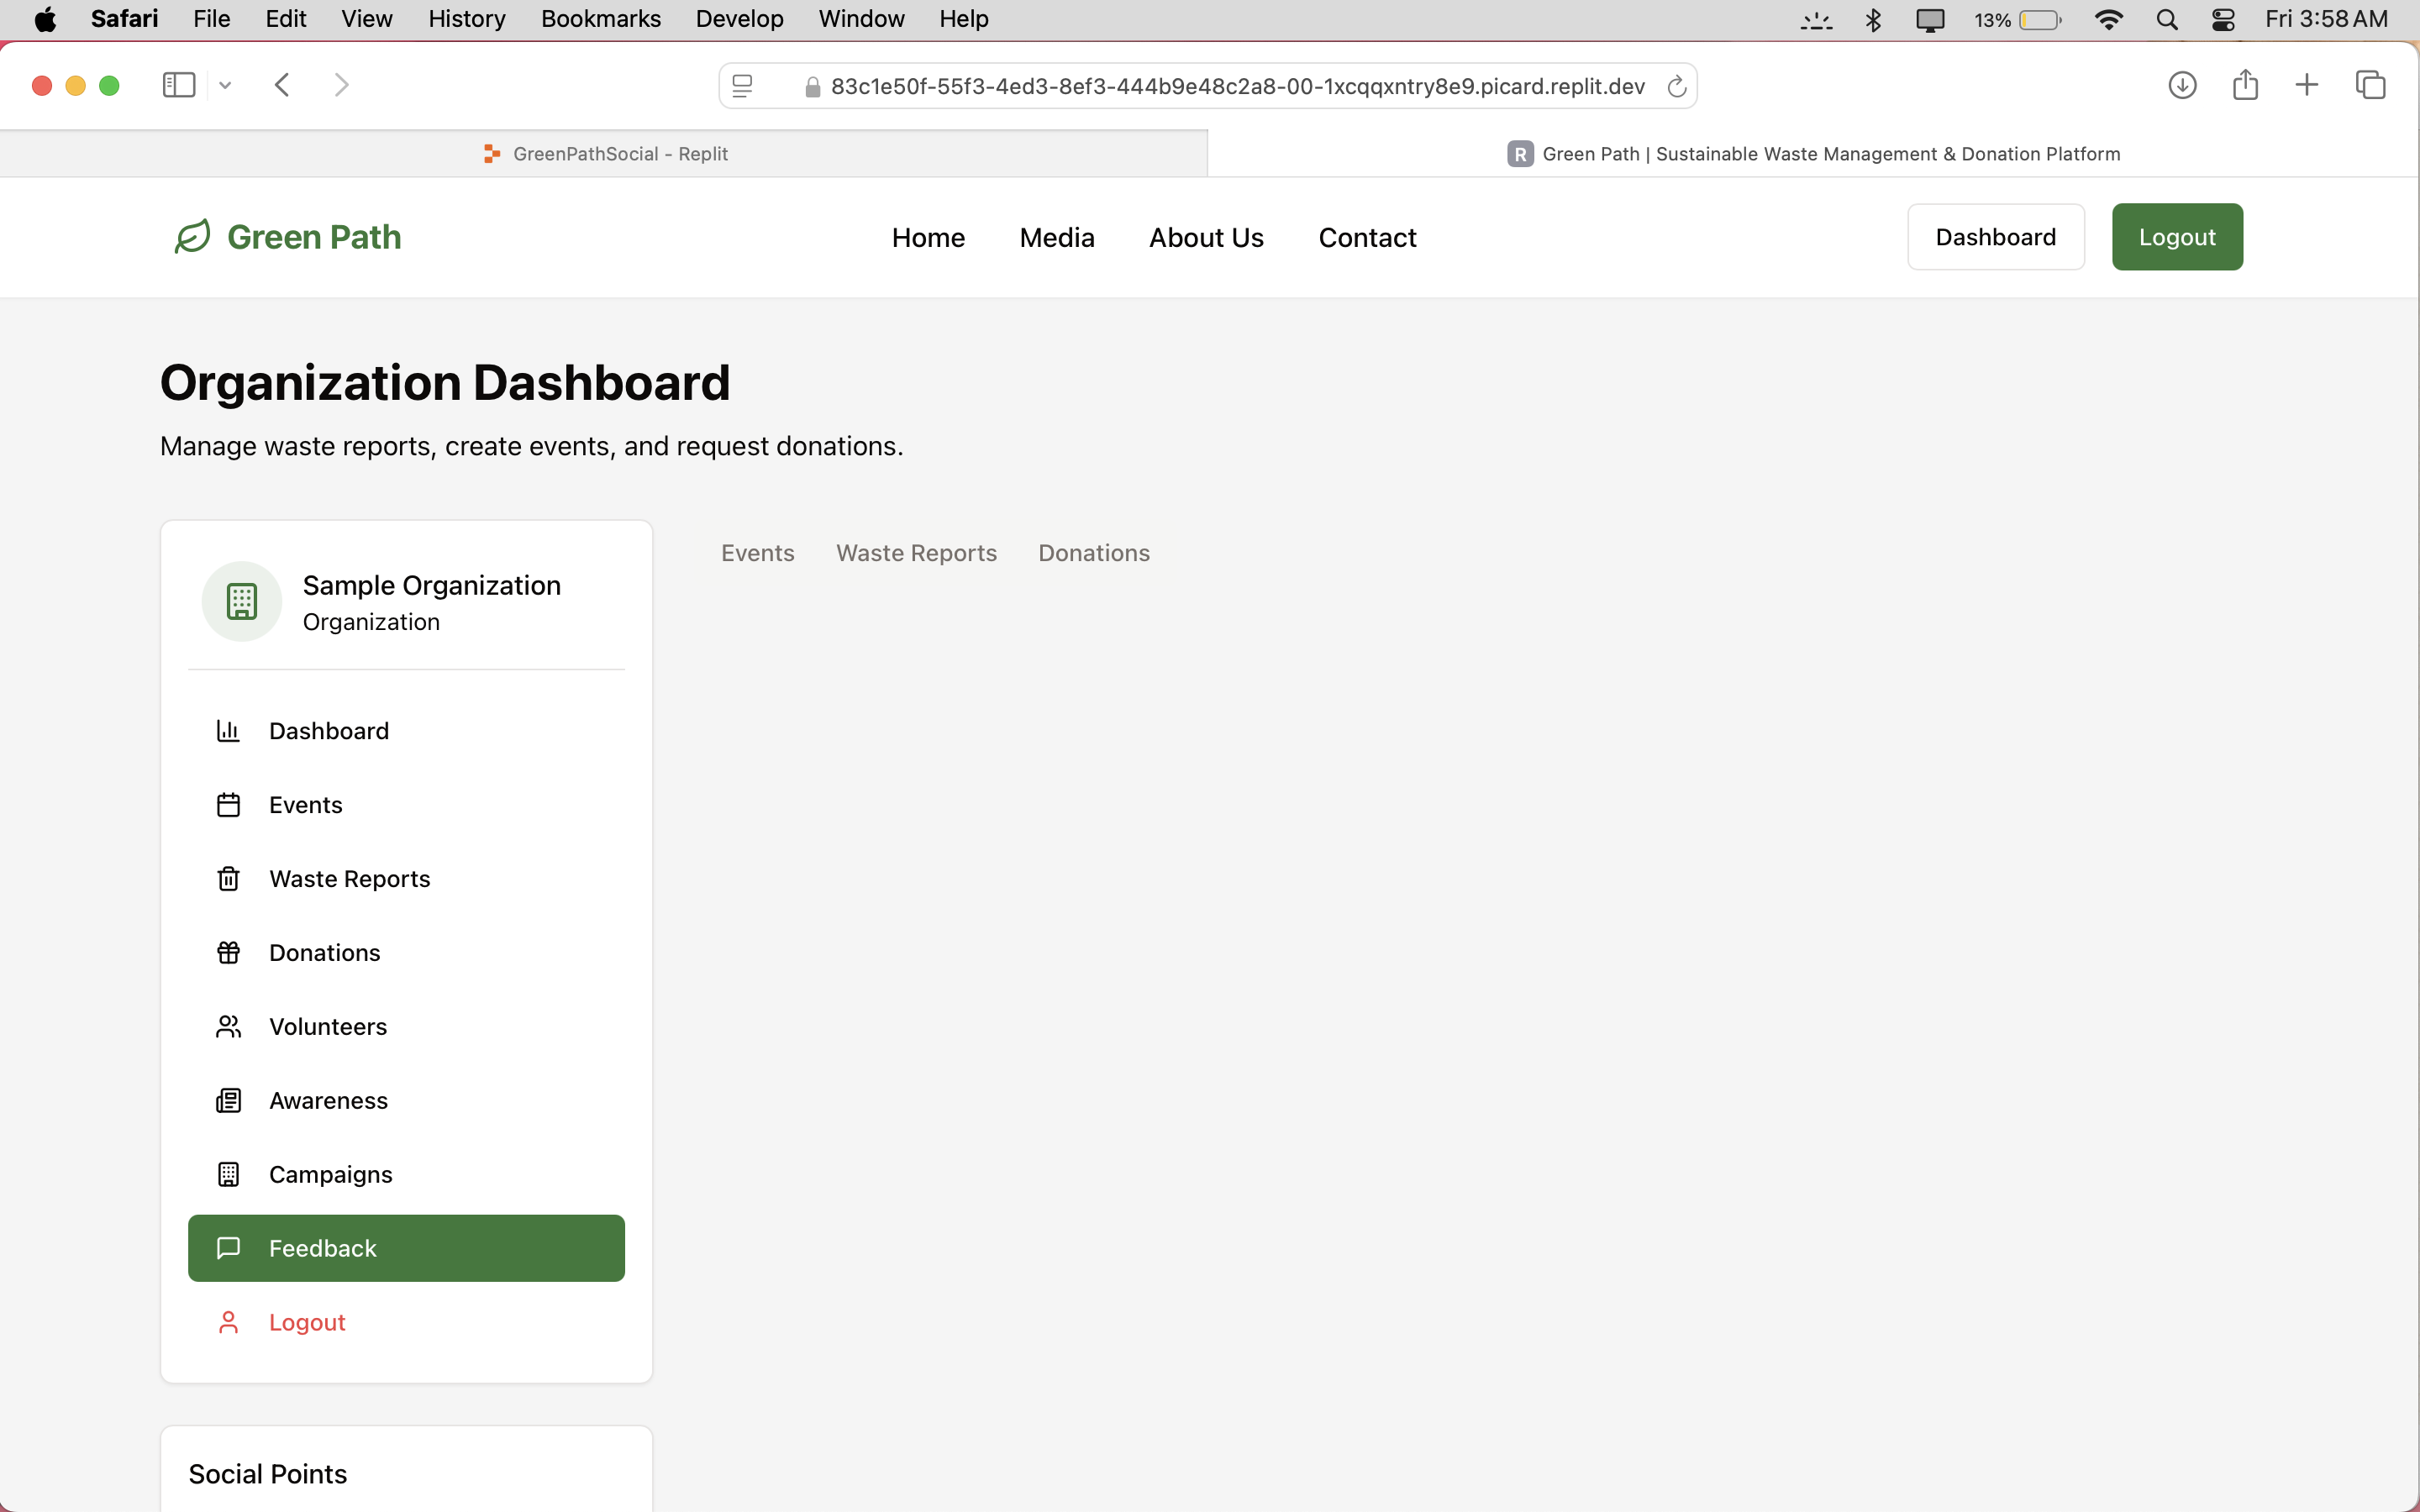 Safari File Edit View History Bookmarks Develop Window Help 13% Fri 3:58 AM
83c1e50f-55f3-4ed3-8ef3-444b9e48c2a8-00-1xcqqxntry8e9.picard.replit.dev
GreenPathSocial - Replit R Green Path | Sustainable Waste Management & Donation Platform
Green Path Home Media About Us Contact Dashboard Logout
Organization Dashboard
Manage waste reports, create events, and request donations.
Events Waste Reports Donations
Sample Organization
Organization
Dashboard
Events
Waste Reports
Donations
Volunteers
Awareness
Campaigns
Feedback
Logout
Social Points